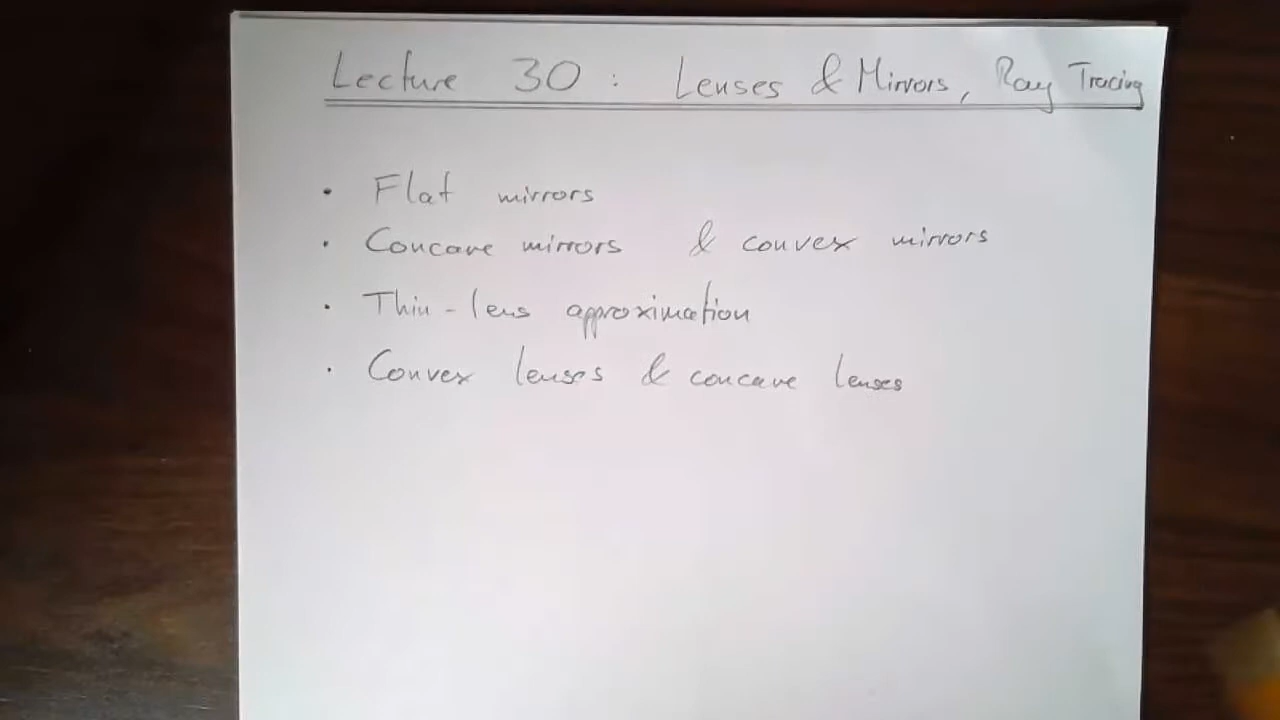 Lecture 30 : Lenses & Mirrors, Ray Tracing
• Flat mirrors
• Concave mirrors & convex mirrors
• Thin-lens approximation
• Convex lenses & concave lenses